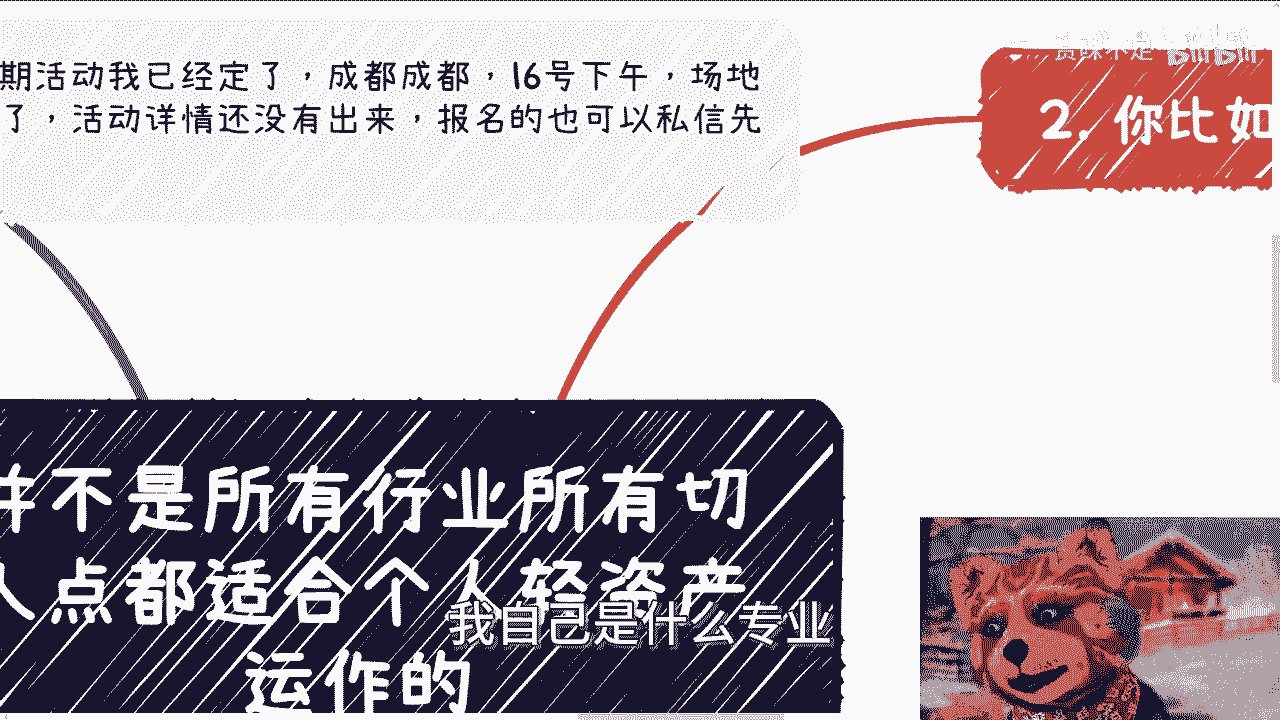 期活动我已经定了，成都成都，16号下午，场地
了，活动详情还没有出来，报名的也可以私信先
bilibili
2. 你比如
并不是所有行业所有切
入点都适合个人轻资产
运作的
我自己是什么专业